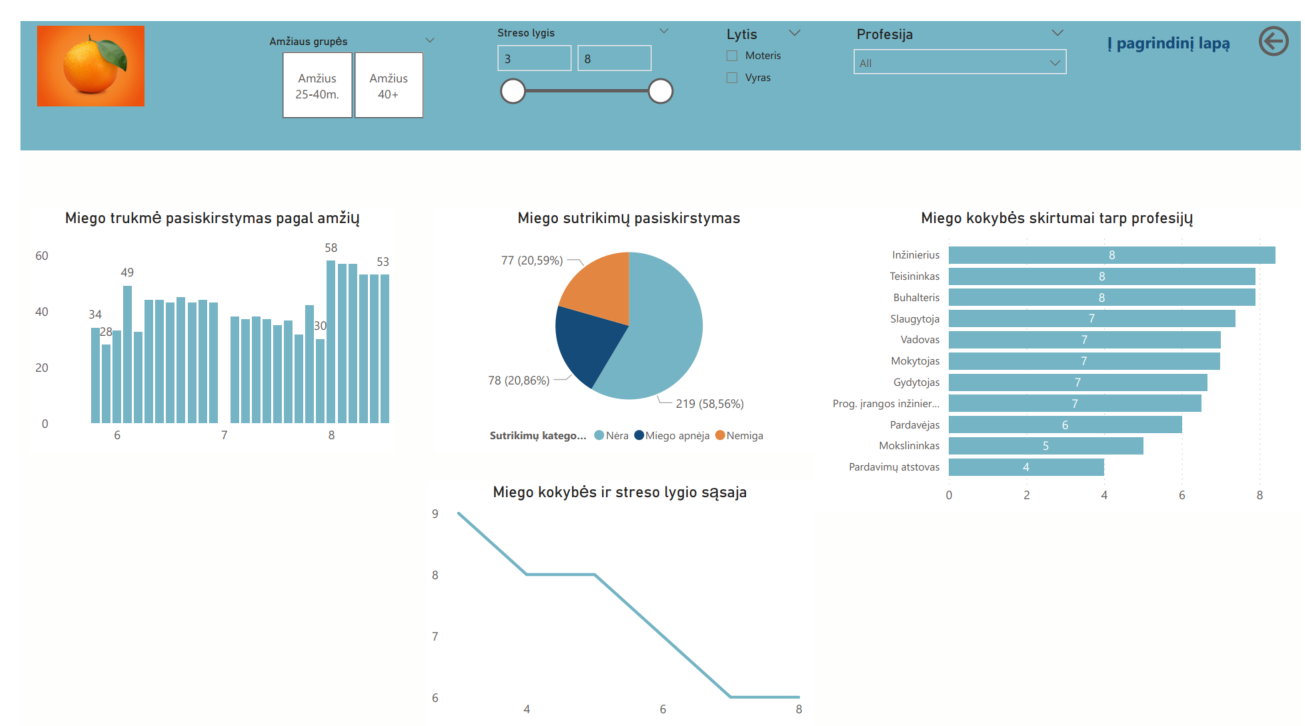 Amžiaus grupės
Amžius
25-40m.
Amžius
40+
Streso lygis
3
8
Lytis
Moteris
Vyras
Profesija
All
Į pagrindinį lapą
Miego trukmė pasiskirstymas pagal amžių
60
40
20
0
34
28
49
30
58
53
6
7
8
Miego sutrikimų pasiskirstymas
77 (20,59%)
78 (20,86%)
219 (58,56%)
Sutrikimų katego... Nėra Miego apnėja Nemiga
Miego kokybės skirtumai tarp profesijų
Inžinierius 8
Teisininkas 8
Buhalteris 8
Slaugytoja 7
Vadovas 7
Mokytojas 7
Gydytojas 7
Prog. įrangos inžinier... 7
Pardavėjas 6
Mokslininkas 5
Pardavimų atstovas 4
0 2 4 6 8
Miego kokybės ir streso lygio sąsaja
9
8
7
6
4 6 8